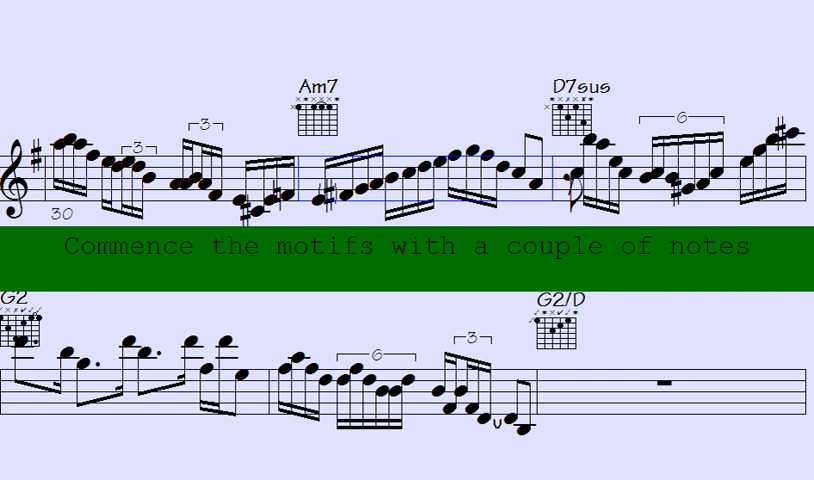 Am7 D7sus
3 3 6
30
Commence the motifs with a couple of notes
G2 G2/D
6 3